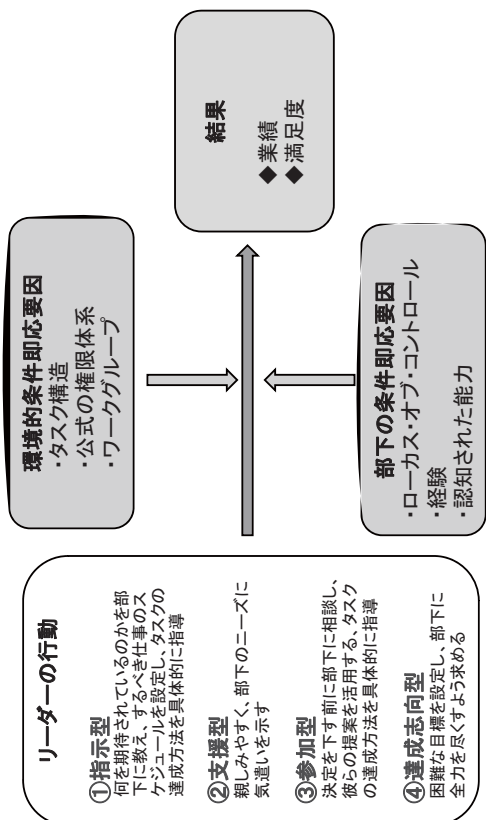 リーダーの行動
①指示型
何を期待されているのかを部
下に教え、するべき仕事のス
ケジュールを設定し、タスクの
達成方法を具体的に指導
②支援型
親しみやすく、部下のニーズに
気遣いを示す
③参加型
決定を下す前に部下に相談し、
彼らの提案を活用する、タスク
の達成方法を具体的に指導
④達成志向型
困難な目標を設定し、部下に
全力を尽くすよう求める
環境的条件即応要因
・タスク構造
・公式の権限体系
・ワークグループ
部下の条件即応要因
・ローカス・オブ・コントロール
・経験
・認知された能力
結果
◆業績
◆満足度